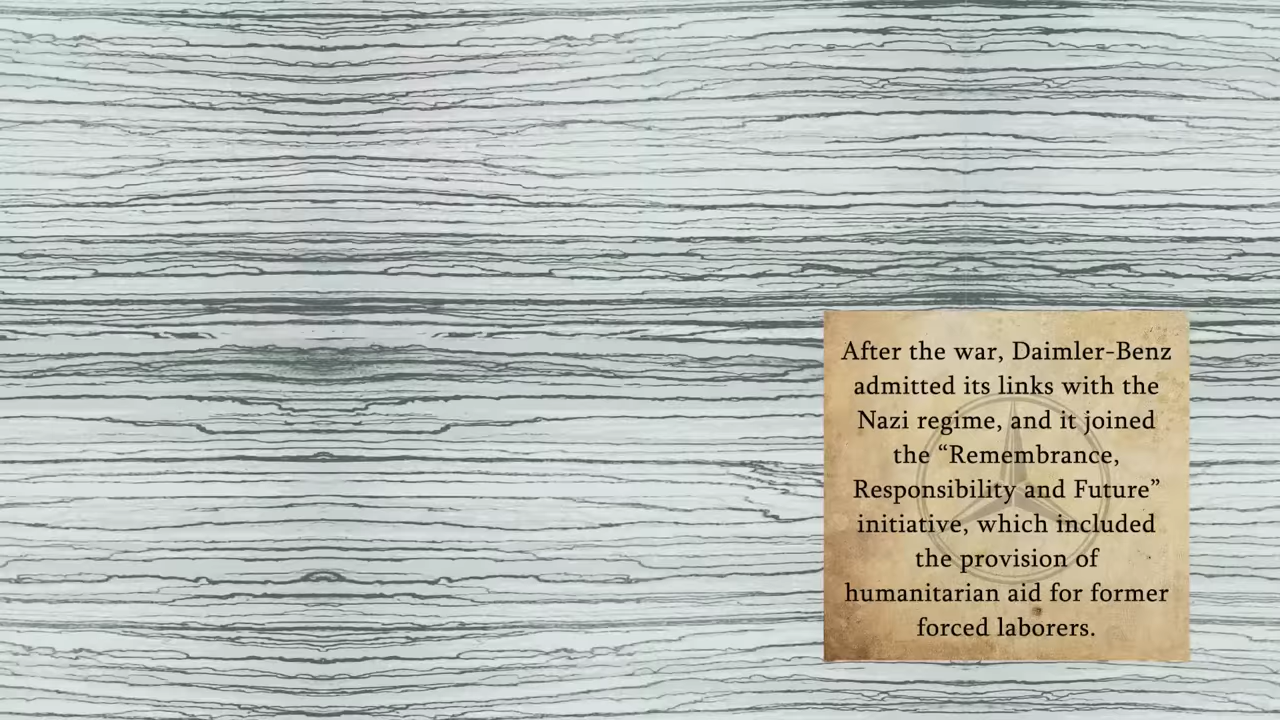 After the war, Daimler-Benz
admitted its links with the
Nazi regime, and it joined
the “Remembrance,
Responsibility and Future”
initiative, which included
the provision of
humanitarian aid for former
forced laborers.